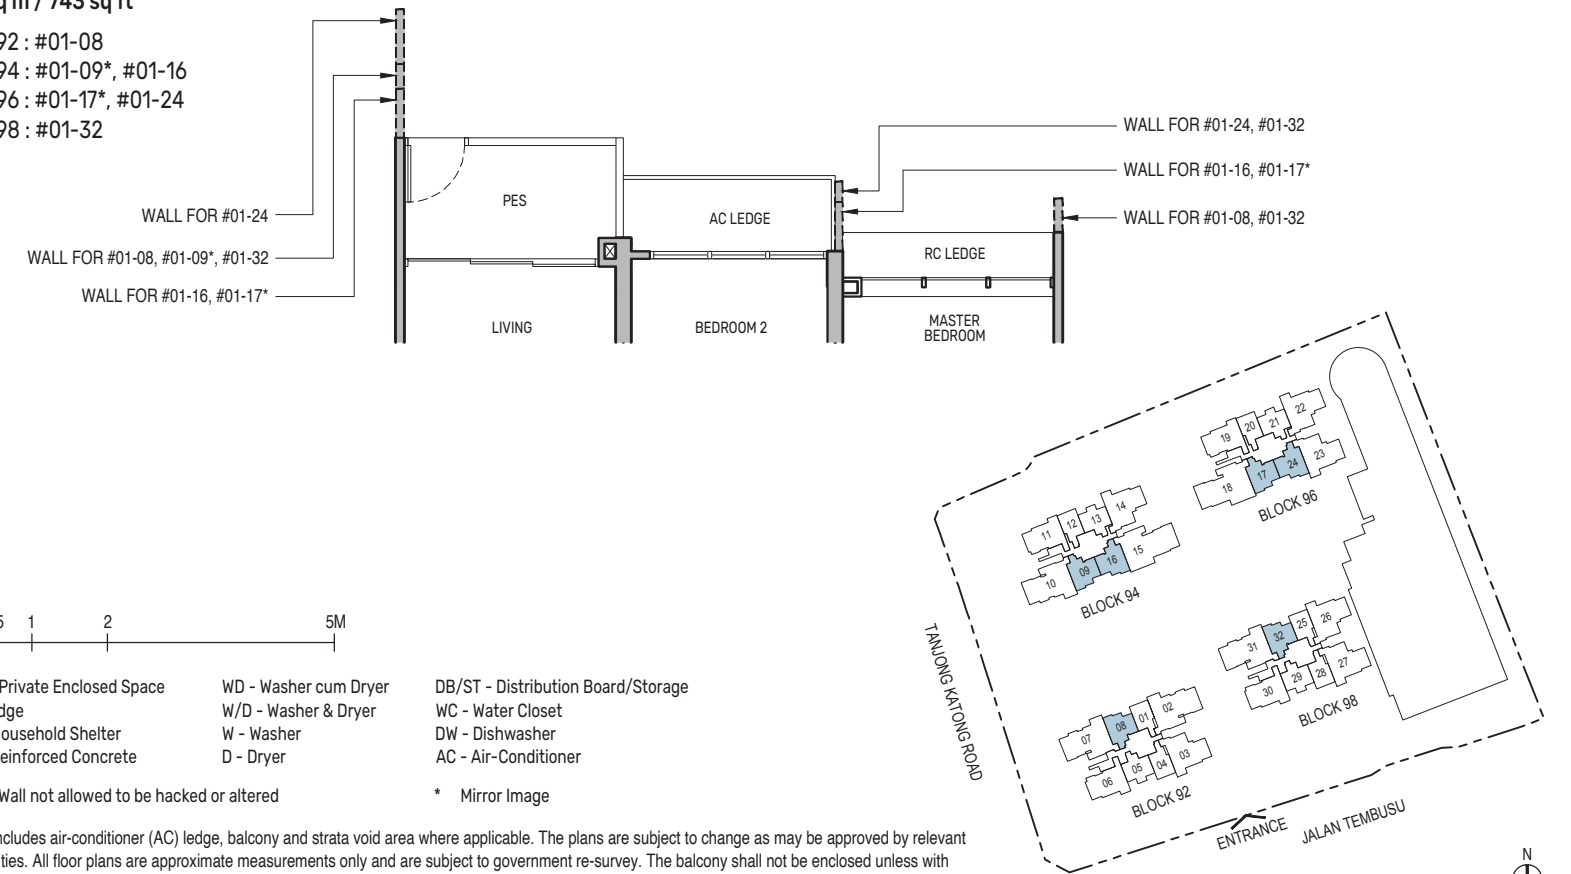 q m / 743 sq ft
92 : #01-08
94 : #01-09*, #01-16
96 : #01-17*, #01-24
98 : #01-32
WALL FOR #01-24
WALL FOR #01-08, #01-09*, #01-32
WALL FOR #01-16, #01-17*
PES
AC LEDGE
RC LEDGE
LIVING
BEDROOM 2
MASTER
BEDROOM
WALL FOR #01-24, #01-32
WALL FOR #01-16, #01-17*
WALL FOR #01-08, #01-32
19
20
21
22
18
17
24
23
BLOCK 96
11
12
13
14
10
09
16
15
BLOCK 94
31
32
25
26
30
29
28
27
BLOCK 98
07
08
01
02
06
05
04
03
BLOCK 92
TANJONG KATONG ROAD
ENTRANCE
JALAN TEMBUSU
N
5 1 2 5M
Private Enclosed Space
dge
ousehold Shelter
einforced Concrete
WD - Washer cum Dryer
W/D - Washer & Dryer
W - Washer
D - Dryer
DB/ST - Distribution Board/Storage
WC - Water Closet
DW - Dishwasher
AC - Air-Conditioner
Wall not allowed to be hacked or altered
* Mirror Image
ncludes air-conditioner (AC) ledge, balcony and strata void area where applicable. The plans are subject to change as may be approved by relevant
ties. All floor plans are approximate measurements only and are subject to government re-survey. The balcony shall not be enclosed unless with